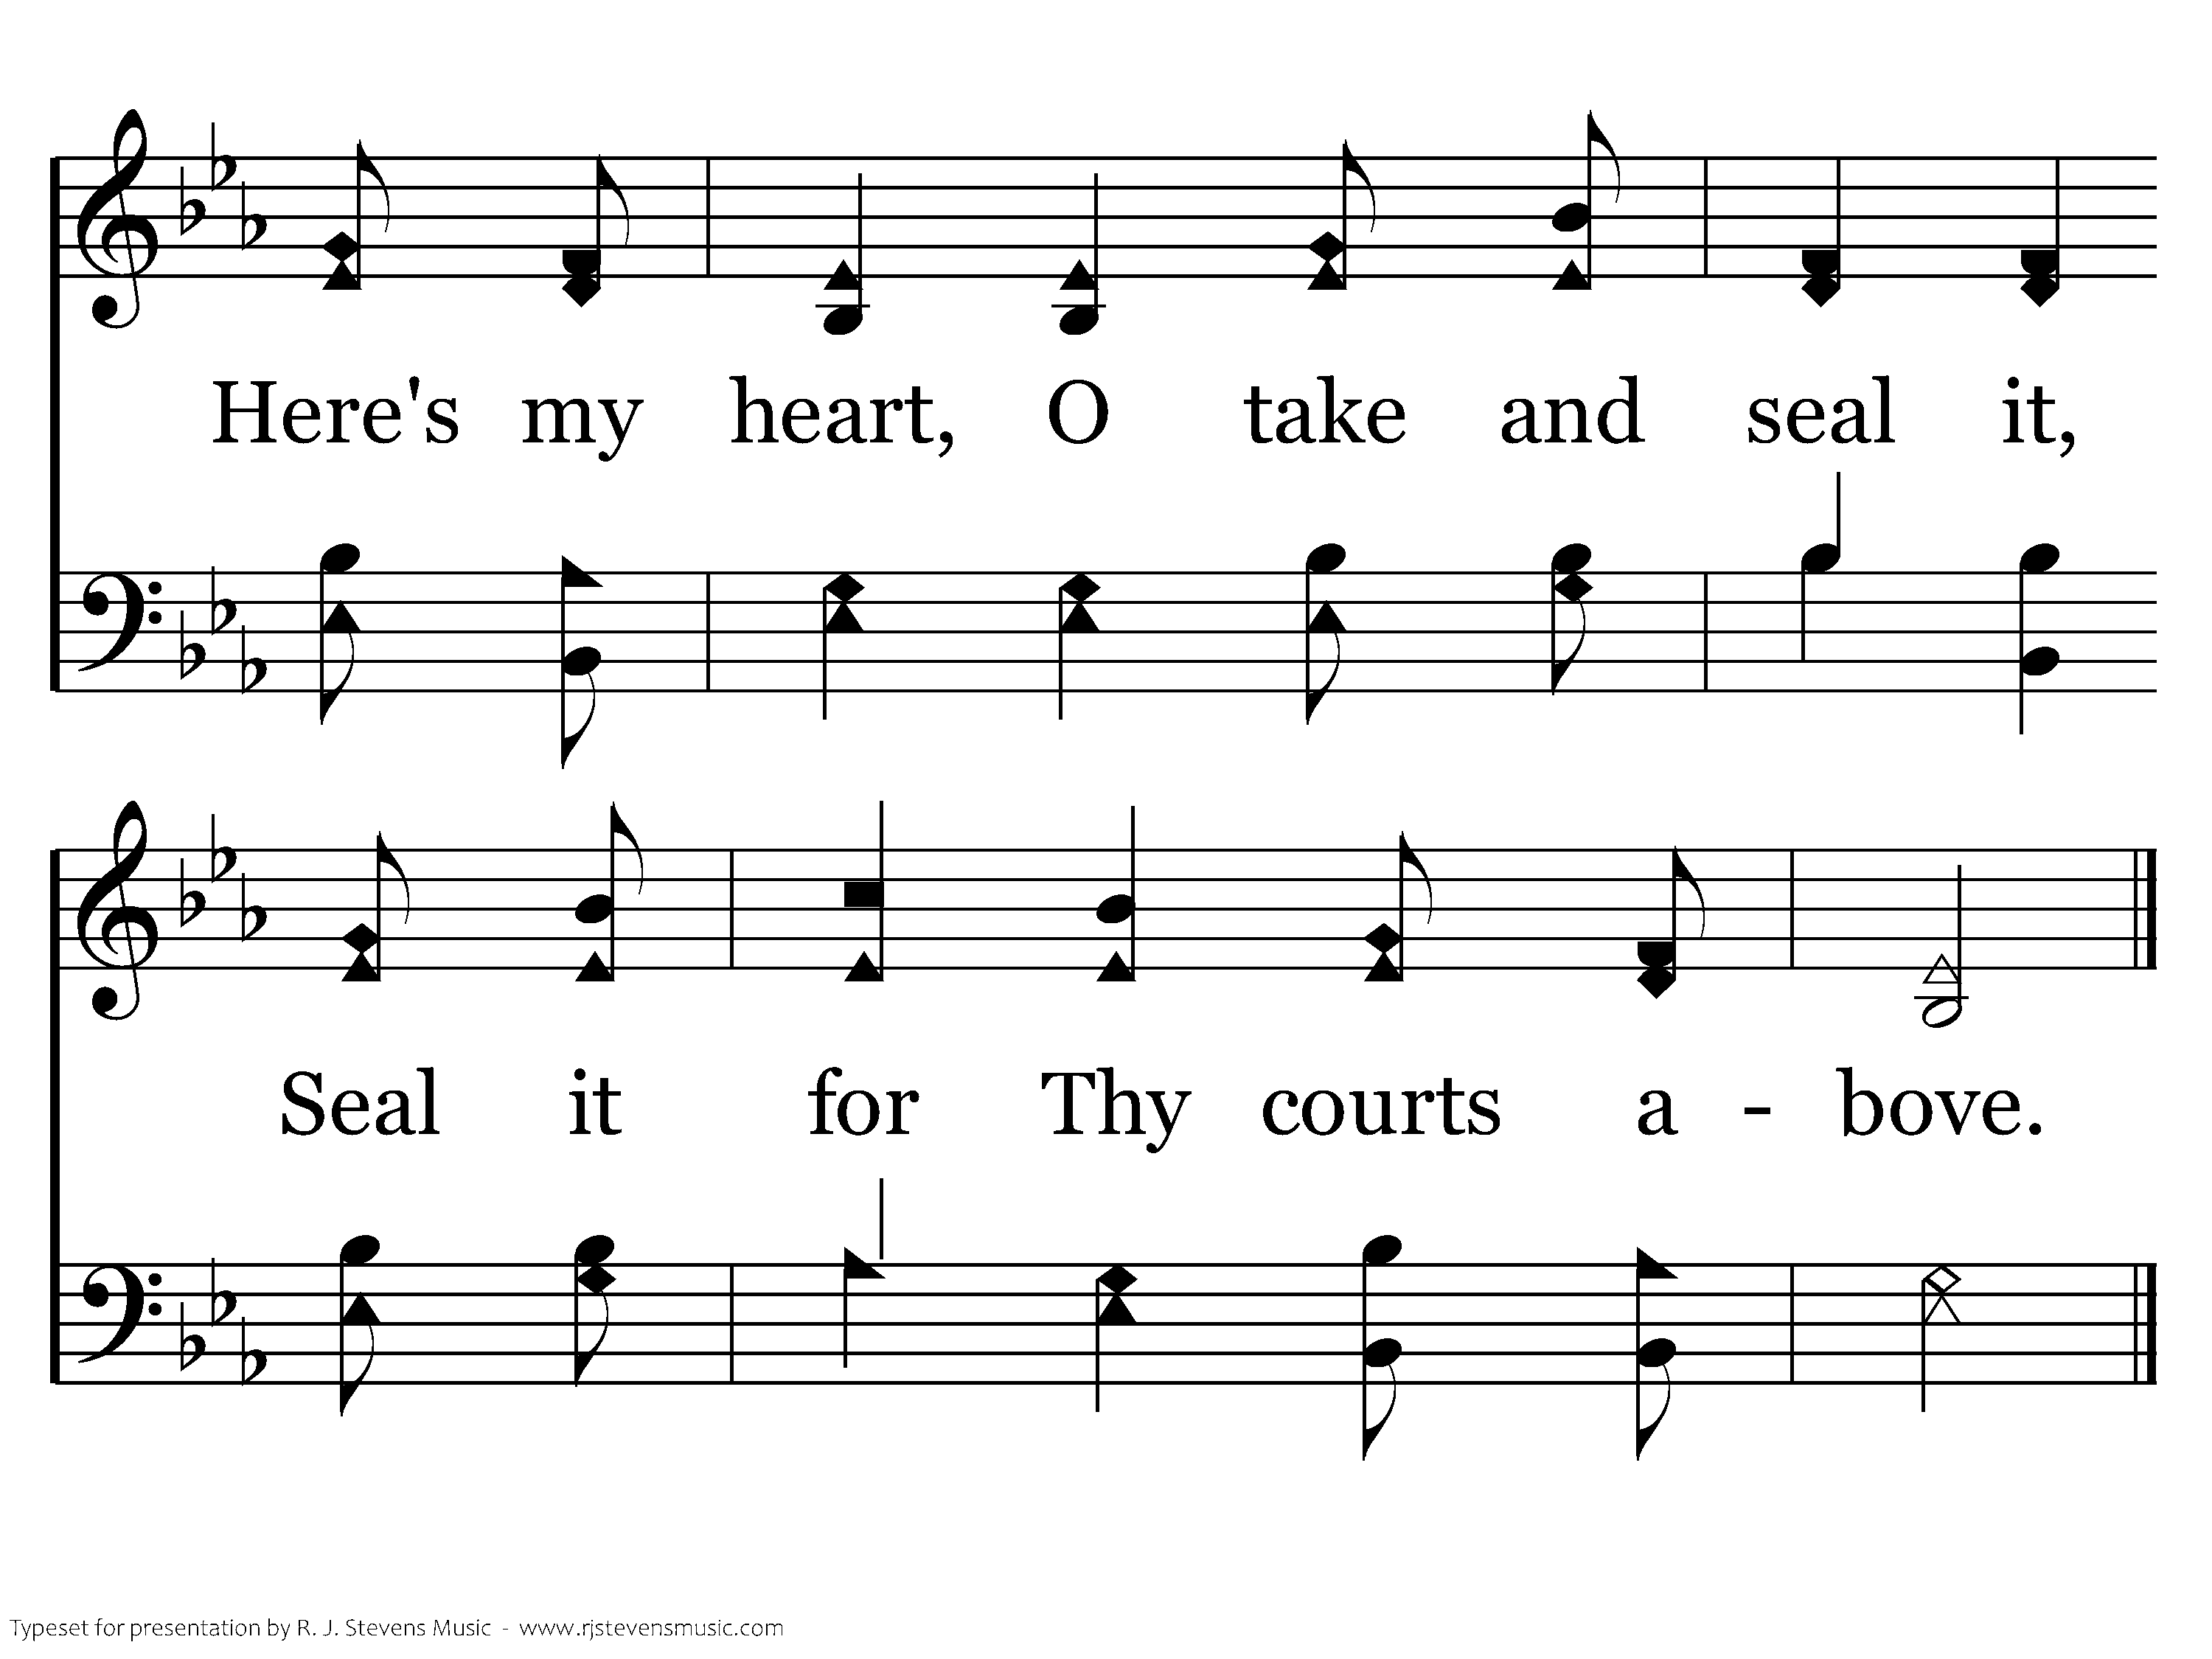 Here's my heart, O take and seal it,
Seal it for Thy courts a - bove.
Typeset for presentation by R. J. Stevens Music - www.rjstevensmusic.com